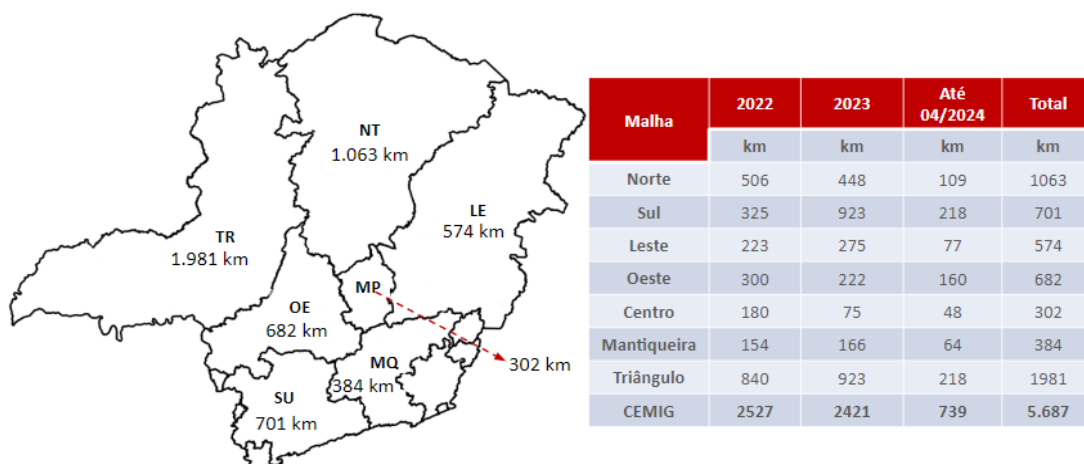 NT
1.063 km
LE
574 km
TR
1.981 km
MP
OE
682 km
302 km
MQ
384 km
SU
701 km
Malha 2022 2023 Até 04/2024 Total
km km km km
Norte 506 448 109 1063
Sul 325 923 218 701
Leste 223 275 77 574
Oeste 300 222 160 682
Centro 180 75 48 302
Mantiqueira 154 166 64 384
Triângulo 840 923 218 1981
CEMIG 2527 2421 739 5.687